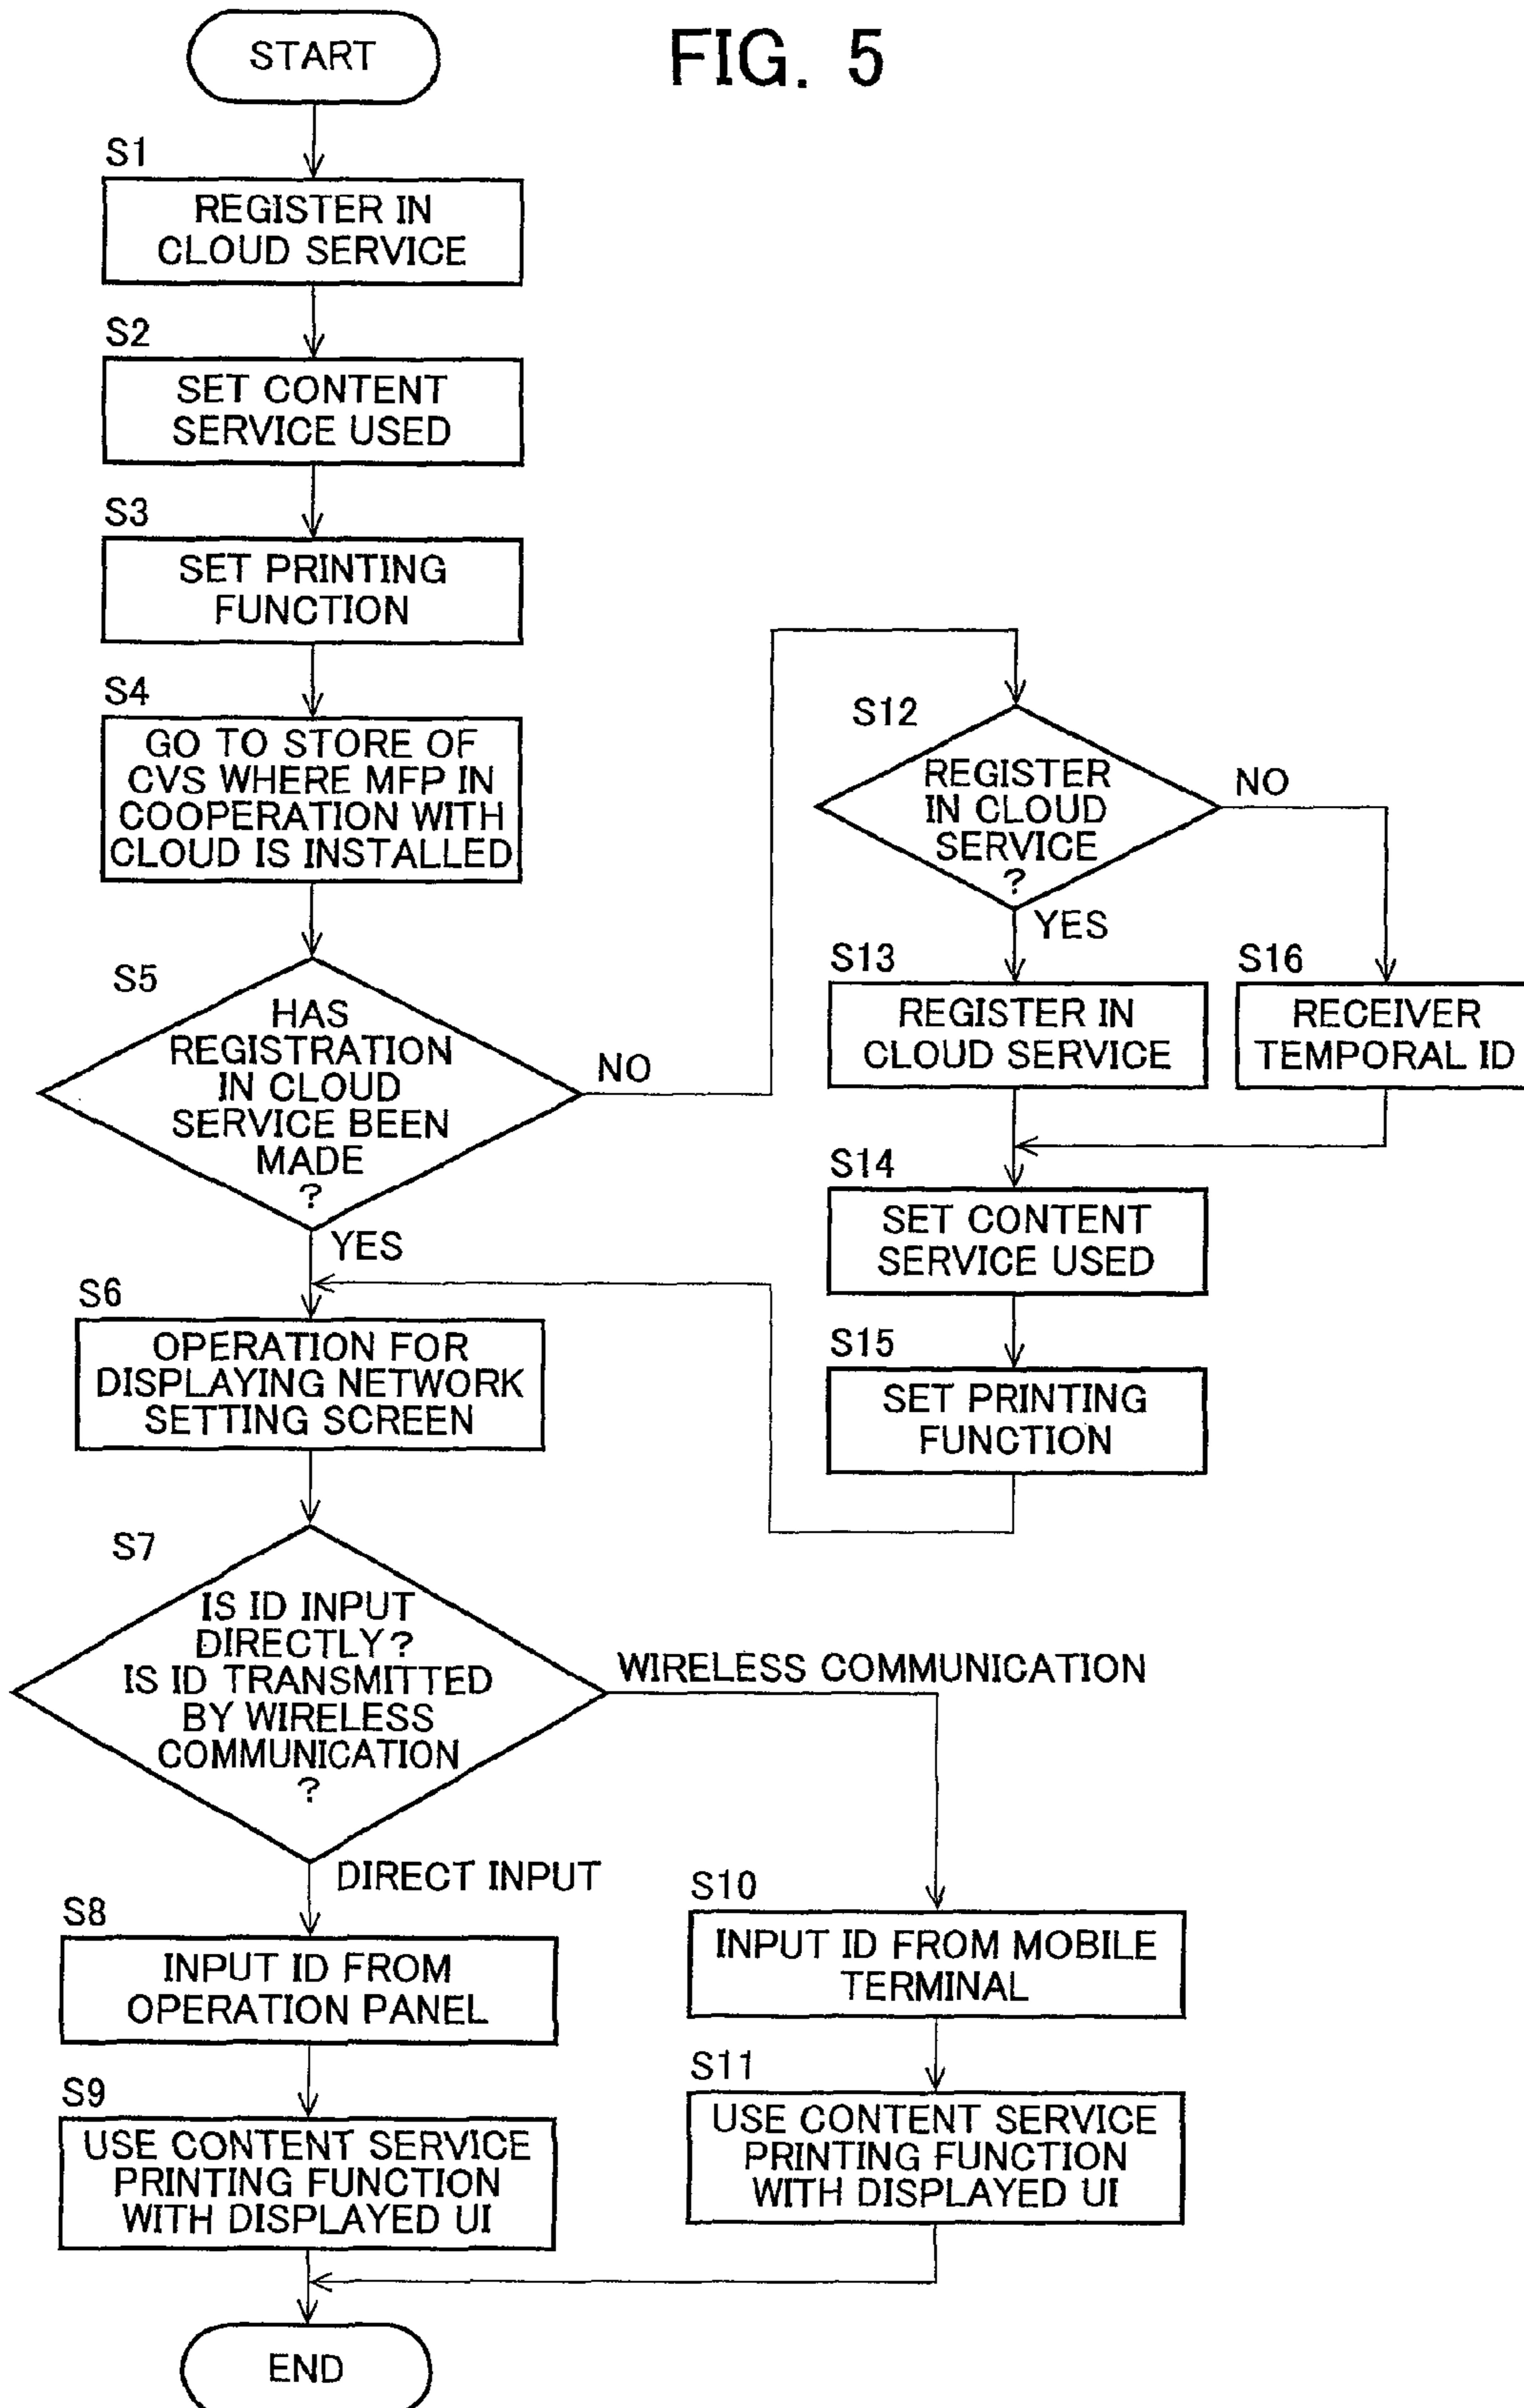 FIG. 5
START
S1
REGISTER IN
CLOUD SERVICE
S2
SET CONTENT
SERVICE USED
S3
SET PRINTING
FUNCTION
S4
GO TO STORE OF
CVS WHERE MFP IN
COOPERATION WITH
CLOUD IS INSTALLED
S5
HAS
REGISTRATION
IN CLOUD
SERVICE BEEN
MADE
?
NO
YES
S6
OPERATION FOR
DISPLAYING NETWORK
SETTING SCREEN
S7
IS ID INPUT
DIRECTLY?
IS ID TRANSMITTED
BY WIRELESS
COMMUNICATION
?
WIRELESS COMMUNICATION
DIRECT INPUT
S8
INPUT ID FROM
OPERATION PANEL
S9
USE CONTENT SERVICE
PRINTING FUNCTION
WITH DISPLAYED UI
S10
INPUT ID FROM MOBILE
TERMINAL
S11
USE CONTENT SERVICE
PRINTING FUNCTION
WITH DISPLAYED UI
S12
REGISTER
IN CLOUD
SERVICE
?
NO
YES
S13
REGISTER IN
CLOUD SERVICE
S16
RECEIVER
TEMPORAL ID
S14
SET CONTENT
SERVICE USED
S15
SET PRINTING
FUNCTION
END